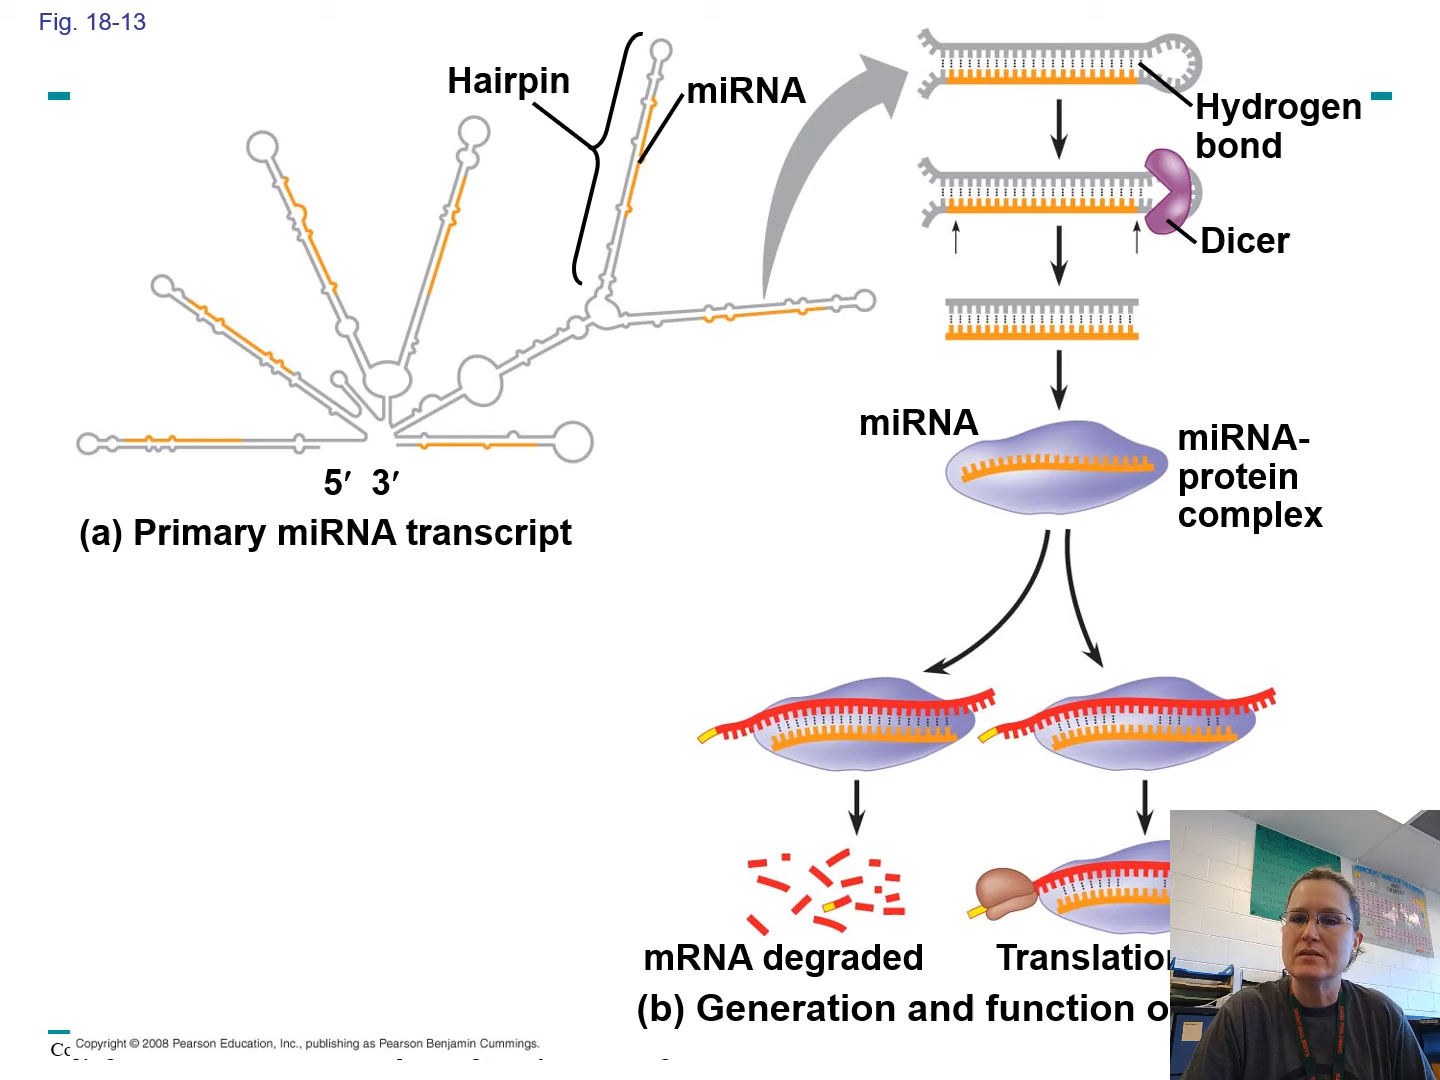 Fig. 18-13
Hairpin
miRNA
Hydrogen
bond
Dicer
miRNA
miRNA-
protein
complex
5′ 3′
(a) Primary miRNA transcript
mRNA degraded
(b) Generation and function
Copyright © 2008 Pearson Education, Inc., publishing as Pearson Benjamin Cummings.